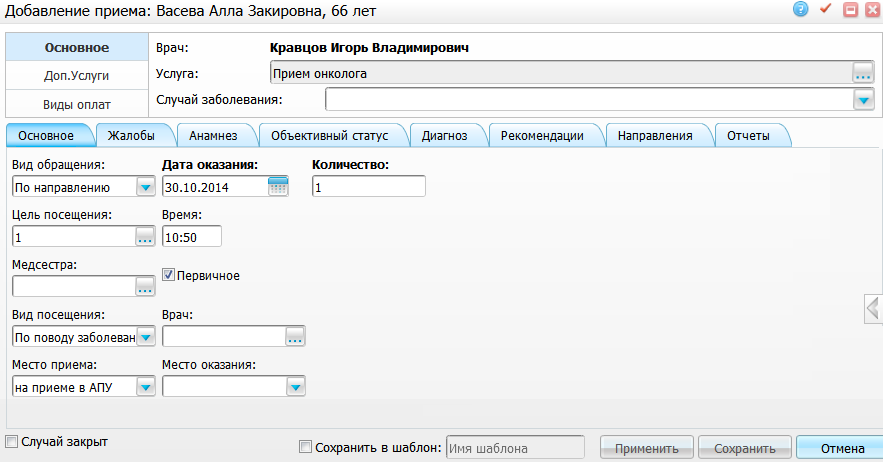 Добавление приема: Васева Алла Закировна, 66 лет
Основное
Доп.Услуги
Виды оплат
Врач: Кравцов Игорь Владимирович
Услуга: Прием онколога
Случай заболевания:
Основное Жалобы Анамнез Объективный статус Диагноз Рекомендации Направления Отчеты
Вид обращения: Дата оказания: Количество:
По направлению 30.10.2014 1
Цель посещения: Время:
1 10:50
Медсестра:
Первичное
Вид посещения: Врач:
По поводу заболеван
Место приема: Место оказания:
на приеме в АПУ
Случай закрыт Сохранить в шаблон: Имя шаблона Применить Сохранить Отмена